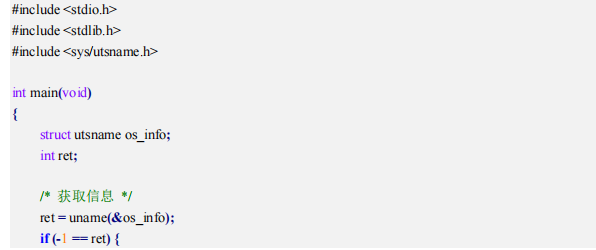 #include <stdio.h>
#include <stdlib.h>
#include <sys/utsname.h>
int main(void)
{
struct utsname os_info;
int ret;
/* 获取信息 */
ret = uname(&os_info);
if (-1 == ret) {